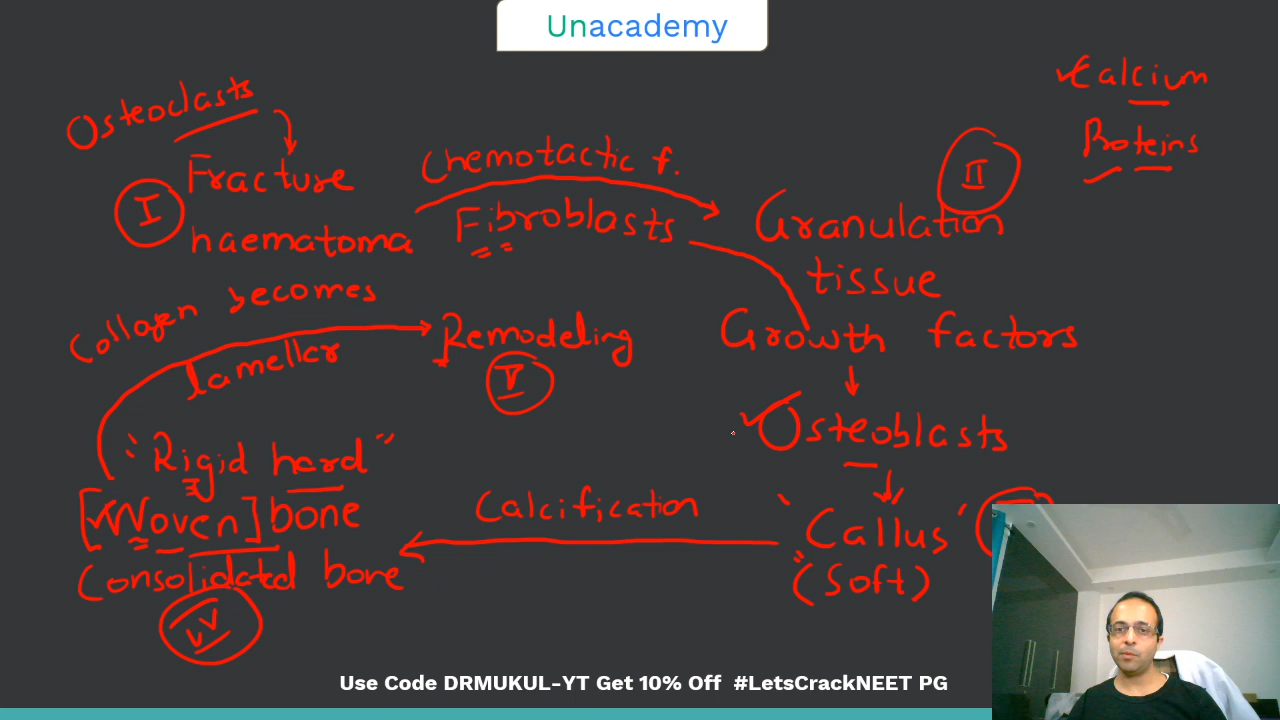 Unacademy
Osteoclasts
Calcium
Proteins
I
Fracture
haematoma
Chemotactic f.
Fibroblasts
II
Granulation
tissue
Growth factors
Osteoblasts
"Callus"
(Soft)
Calcification
"Rigid hard"
[Woven] bone
Consolidated bone
IV
Collagen becomes
lamellar
Remodeling
V
Use Code DRMUKUL-YT Get 10% Off #LetsCrackNEET PG